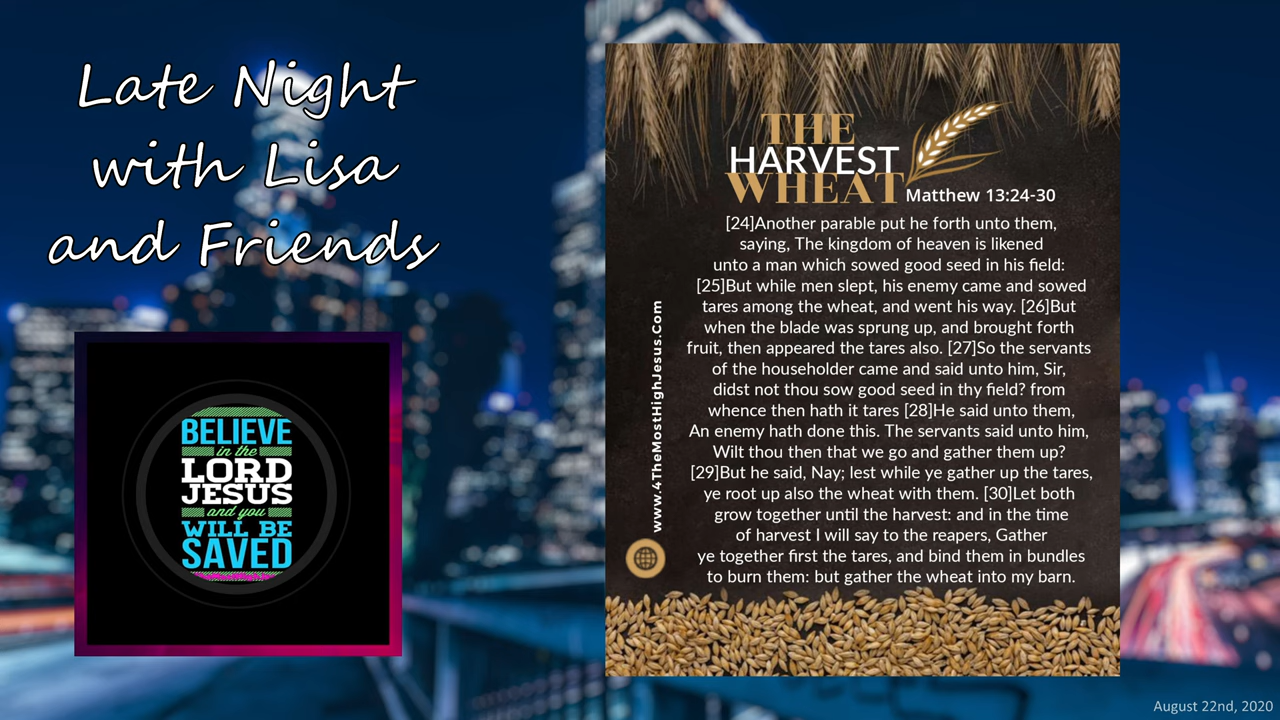 Late Night
with Lisa
and Friends
BELIEVE
in the
LORD
JESUS
and you
WILL BE
SAVED
THE
HARVEST
WHEAT
Matthew 13:24-30
[24]Another parable put he forth unto them,
saying, The kingdom of heaven is likened
unto a man which sowed good seed in his field:
[25]But while men slept, his enemy came and sowed
tares among the wheat, and went his way. [26]But
when the blade was sprung up, and brought forth
fruit, then appeared the tares also. [27]So the servants
of the householder came and said unto him, Sir,
didst not thou sow good seed in thy field? from
whence then hath it tares [28]He said unto them,
An enemy hath done this. The servants said unto him,
Wilt thou then that we go and gather them up?
[29]But he said, Nay; lest while ye gather up the tares,
ye root up also the wheat with them. [30]Let both
grow together until the harvest: and in the time
of harvest I will say to the reapers, Gather
ye together first the tares, and bind them in bundles
to burn them: but gather the wheat into my barn.
www.4TheMostHighJesus.Com
August 22nd, 2020